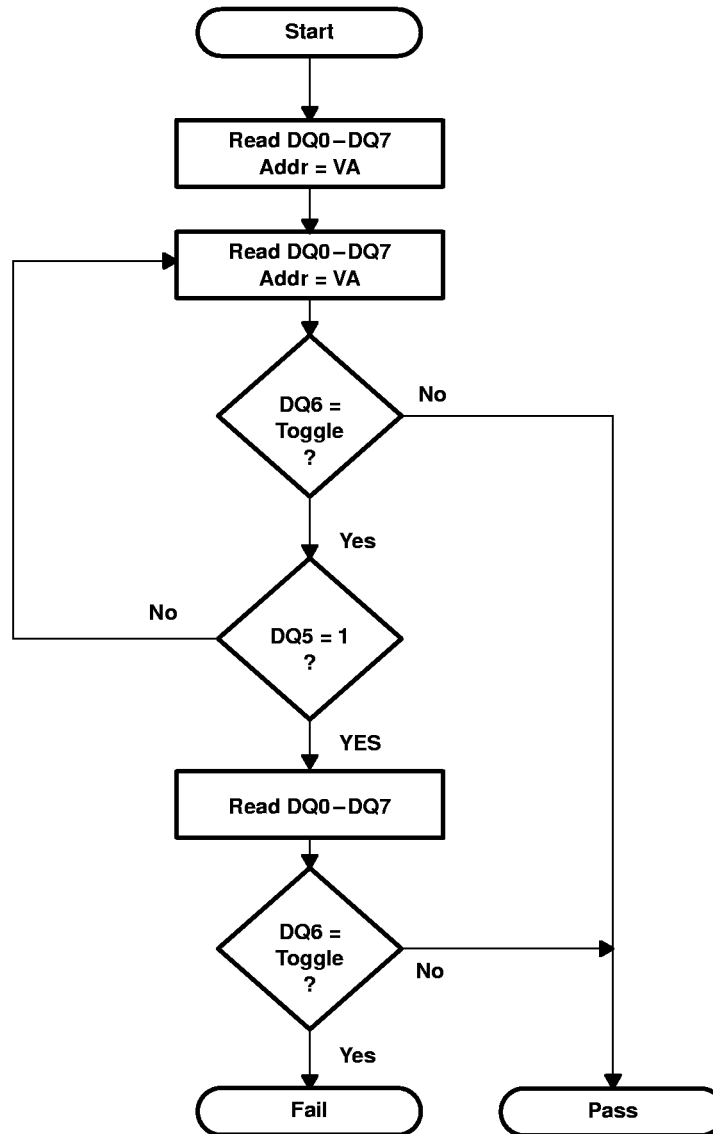 Start
Read DQ0–DQ7
Addr = VA
Read DQ0–DQ7
Addr = VA
DQ6 =
Toggle
?
No
Yes
No
DQ5 = 1
?
YES
Read DQ0–DQ7
DQ6 =
Toggle
?
No
Yes
Fail
Pass